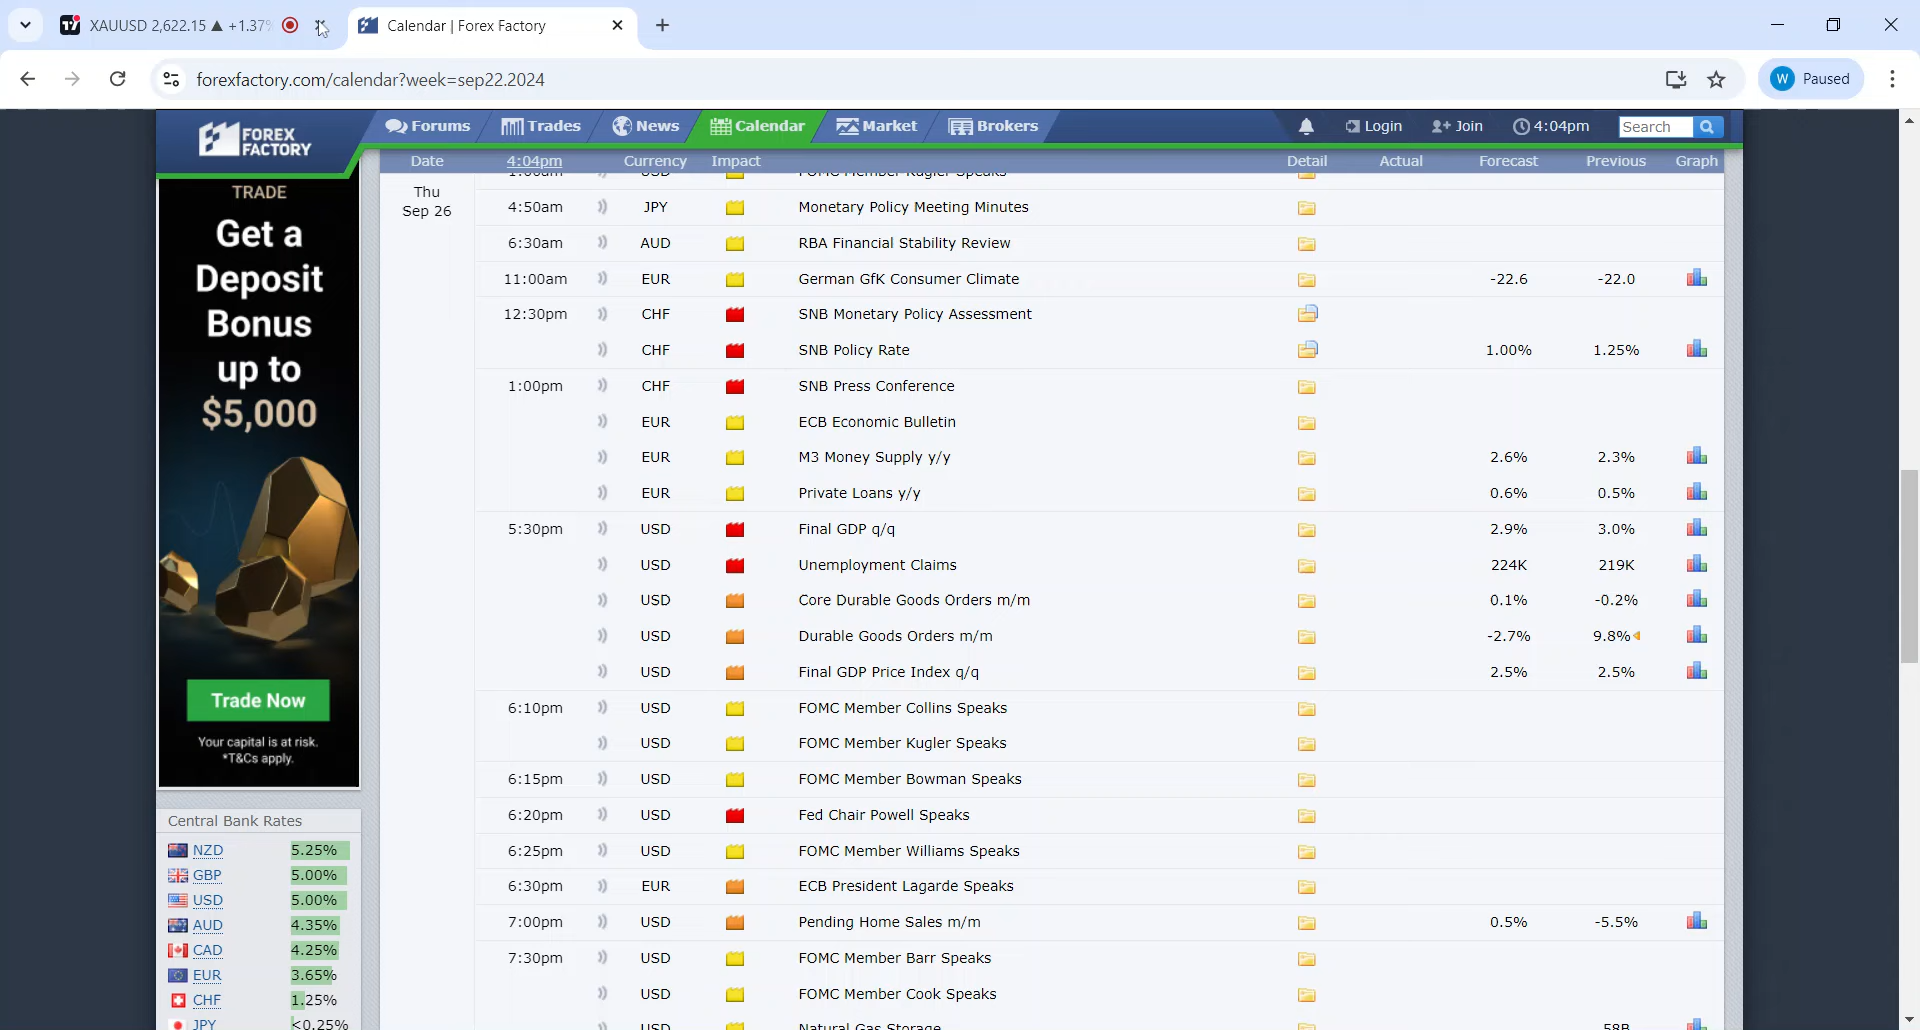 XAUUSD 2,622.15 ▲ +1.37%
Calendar | Forex Factory
forexfactory.com/calendar?week=sep22.2024
W Paused
FOREX
FACTORY
Forums Trades News Calendar Market Brokers Login Join 4:04pm Search
Date 4:04pm Currency Impact Detail Actual Forecast Previous Graph
1:00am USD FOMC Member Kugler Speaks
Thu
Sep 26
4:50am JPY Monetary Policy Meeting Minutes
6:30am AUD RBA Financial Stability Review
11:00am EUR German GfK Consumer Climate -22.6 -22.0
12:30pm CHF SNB Monetary Policy Assessment
CHF SNB Policy Rate 1.00% 1.25%
1:00pm CHF SNB Press Conference
EUR ECB Economic Bulletin
EUR M3 Money Supply y/y 2.6% 2.3%
EUR Private Loans y/y 0.6% 0.5%
5:30pm USD Final GDP q/q 2.9% 3.0%
USD Unemployment Claims 224K 219K
USD Core Durable Goods Orders m/m 0.1% -0.2%
USD Durable Goods Orders m/m -2.7% 9.8%
USD Final GDP Price Index q/q 2.5% 2.5%
6:10pm USD FOMC Member Collins Speaks
USD FOMC Member Kugler Speaks
6:15pm USD FOMC Member Bowman Speaks
6:20pm USD Fed Chair Powell Speaks
6:25pm USD FOMC Member Williams Speaks
6:30pm EUR ECB President Lagarde Speaks
7:00pm USD Pending Home Sales m/m 0.5% -5.5%
7:30pm USD FOMC Member Barr Speaks
USD FOMC Member Cook Speaks
USD Natural Gas Storage 58B
TRADE
Get a
Deposit
Bonus
up to
$5,000
Trade Now
Your capital is at risk.
*T&Cs apply.
Central Bank Rates
NZD 5.25%
GBP 5.00%
USD 5.00%
AUD 4.35%
CAD 4.25%
EUR 3.65%
CHF 1.25%
JPY <0.25%